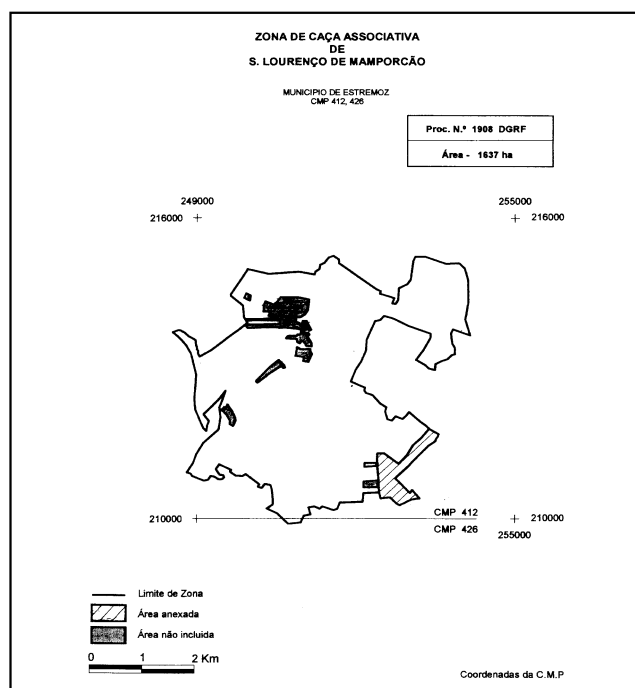 ZONA DE CAÇA ASSOCIATIVA
DE
S. LOURENÇO DE MAMPORCÃO
MUNICIPIO DE ESTREMOZ
CMP 412, 426
Proc. N.º 1908 DGRF
Área - 1637 ha
249000
255000
216000
216000
210000
CMP 412
CMP 426
210000
255000
Limite de Zona
Área anexada
Área não incluida
0 1 2 Km
Coordenadas da C.M.P